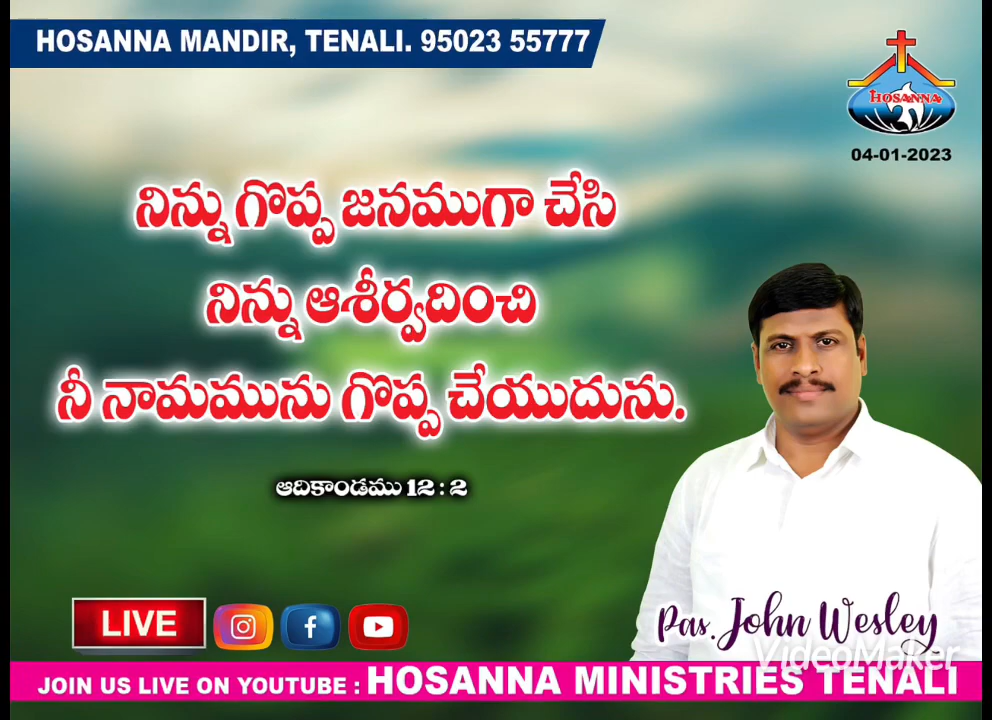 HOSANNA MANDIR, TENALI. 95023 55777
HOSANNA
04-01-2023
నిన్ను గొప్ప జనముగా చేసి
నిన్ను ఆశీర్వదించి
నీ నామమును గొప్ప చేయుదును.
ఆదికాండము 12 : 2
LIVE
Pas. John Wesley
VideoMaker
JOIN US LIVE ON YOUTUBE : HOSANNA MINISTRIES TENALI